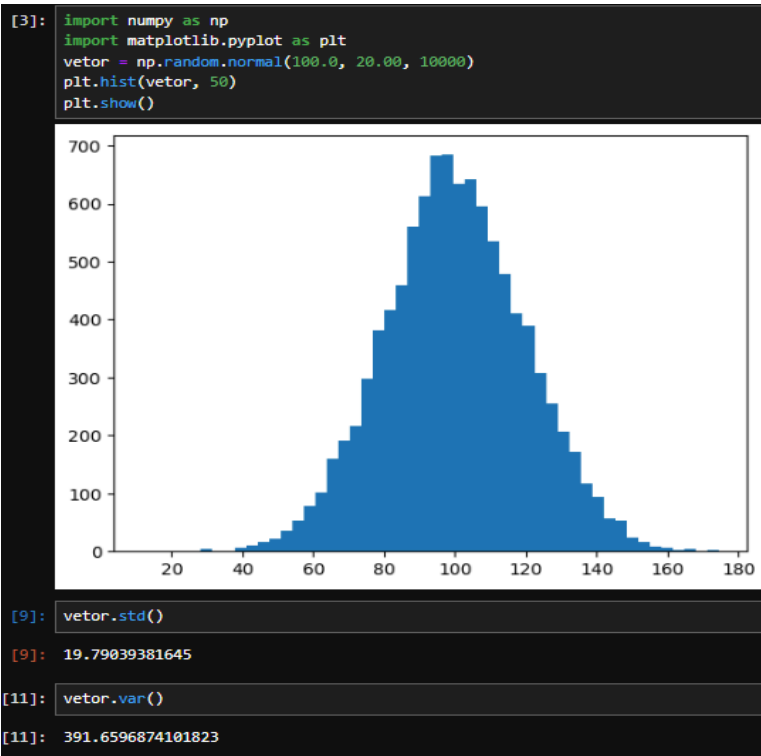 [3]: import numpy as np
import matplotlib.pyplot as plt
vetor = np.random.normal(100.0, 20.00, 10000)
plt.hist(vetor, 50)
plt.show()
700
600
500
400
300
200
100
0
20 40 60 80 100 120 140 160 180
[9]: vetor.std()
[9]: 19.79039381645
[11]: vetor.var()
[11]: 391.6596874101823